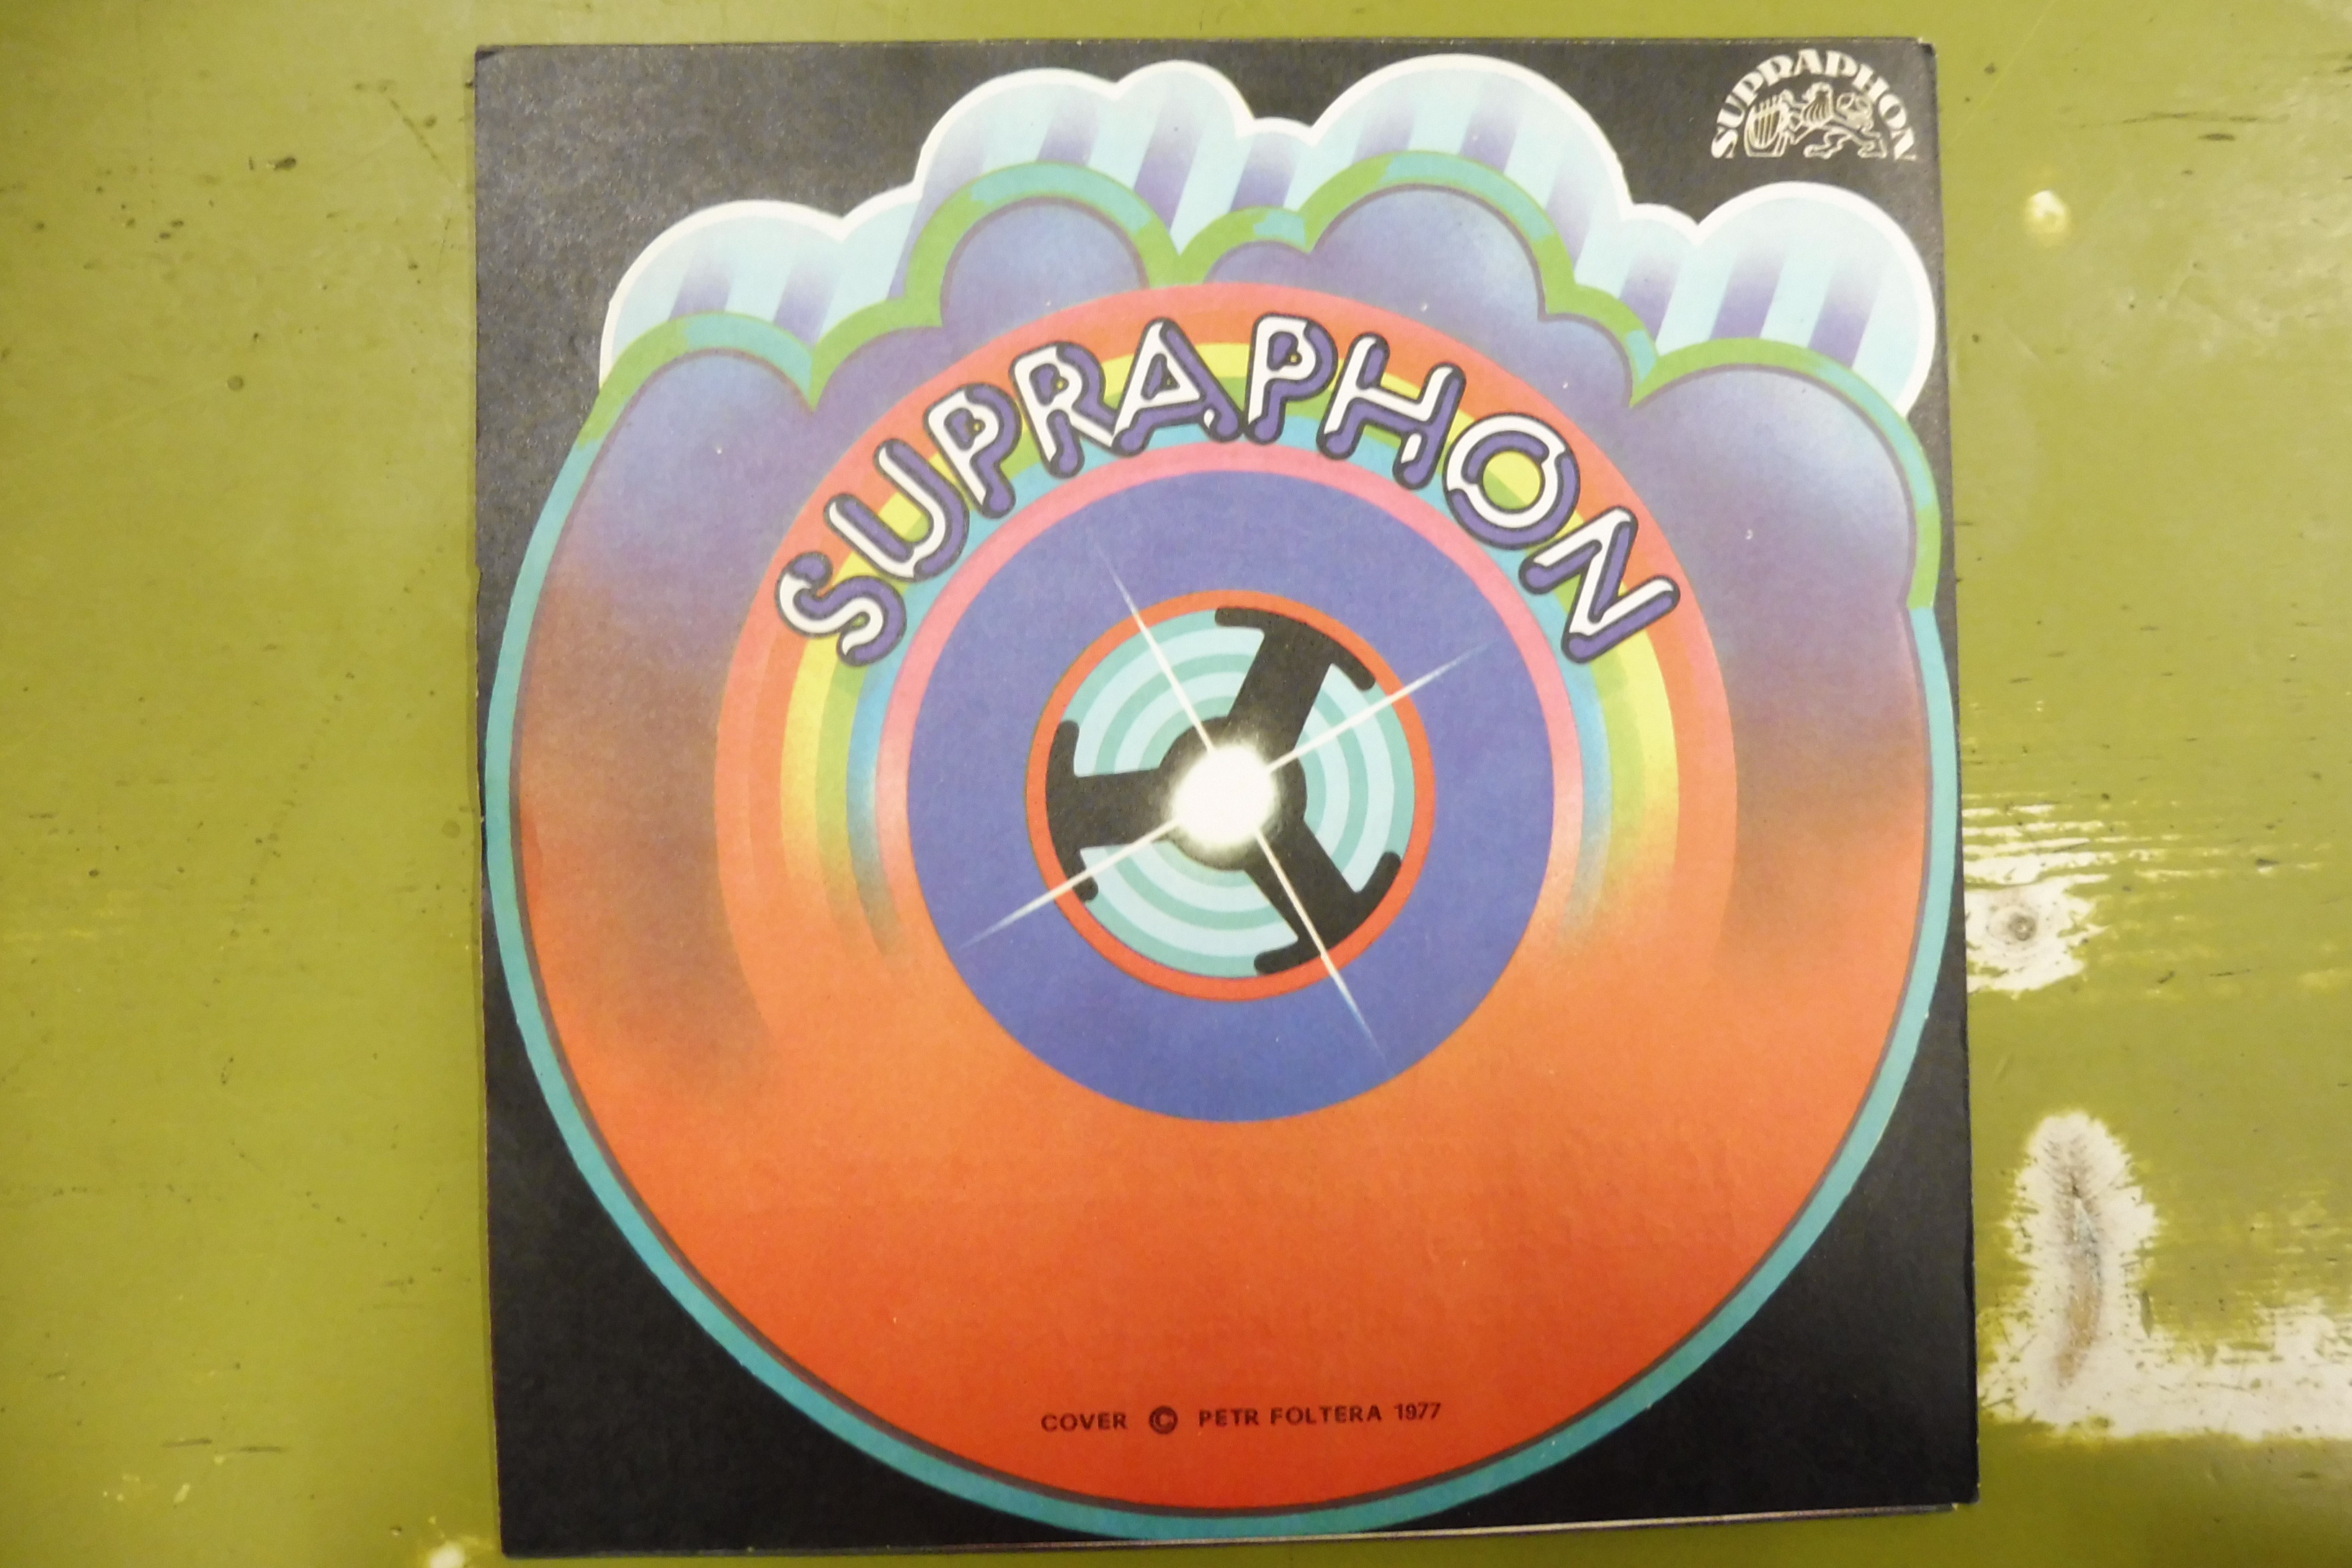 SUPRAPHON
SUPRAPHON
COVER © PETR FOLTERA 1977